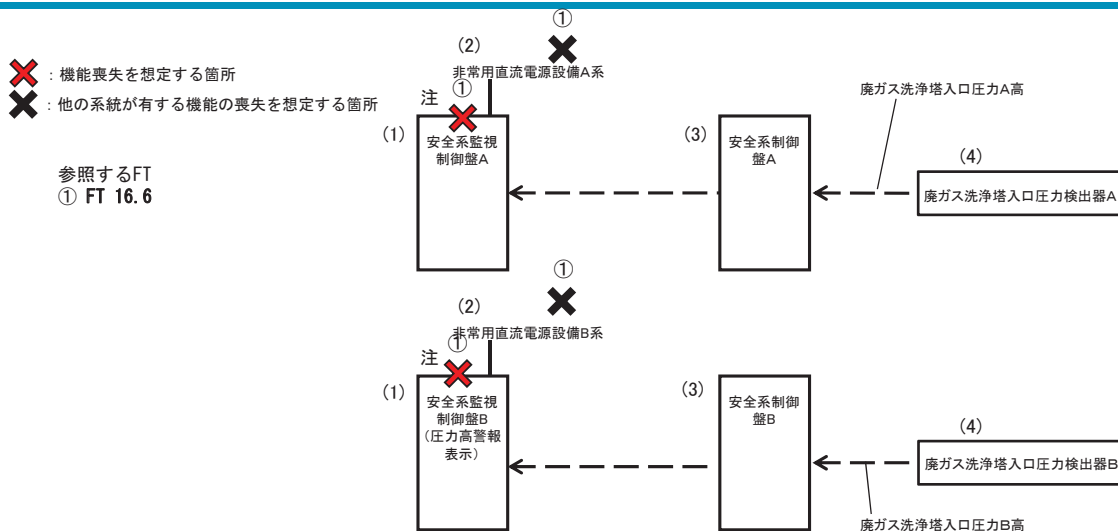 ：機能喪失を想定する箇所
：他の系統が有する機能の喪失を想定する箇所
参照するFT
① FT 16.6
①
(2)
非常用直流電源設備A系
①
注
(1)
安全系監視
制御盤A
(3)
安全系制御
盤A
廃ガス洗浄塔入口圧力A高
(4)
廃ガス洗浄塔入口圧力検出器A
①
(2)
非常用直流電源設備B系
①
注
(1)
安全系監視
制御盤B
（圧力高警報
表示）
(3)
安全系制御
盤B
(4)
廃ガス洗浄塔入口圧力検出器B
廃ガス洗浄塔入口圧力B高